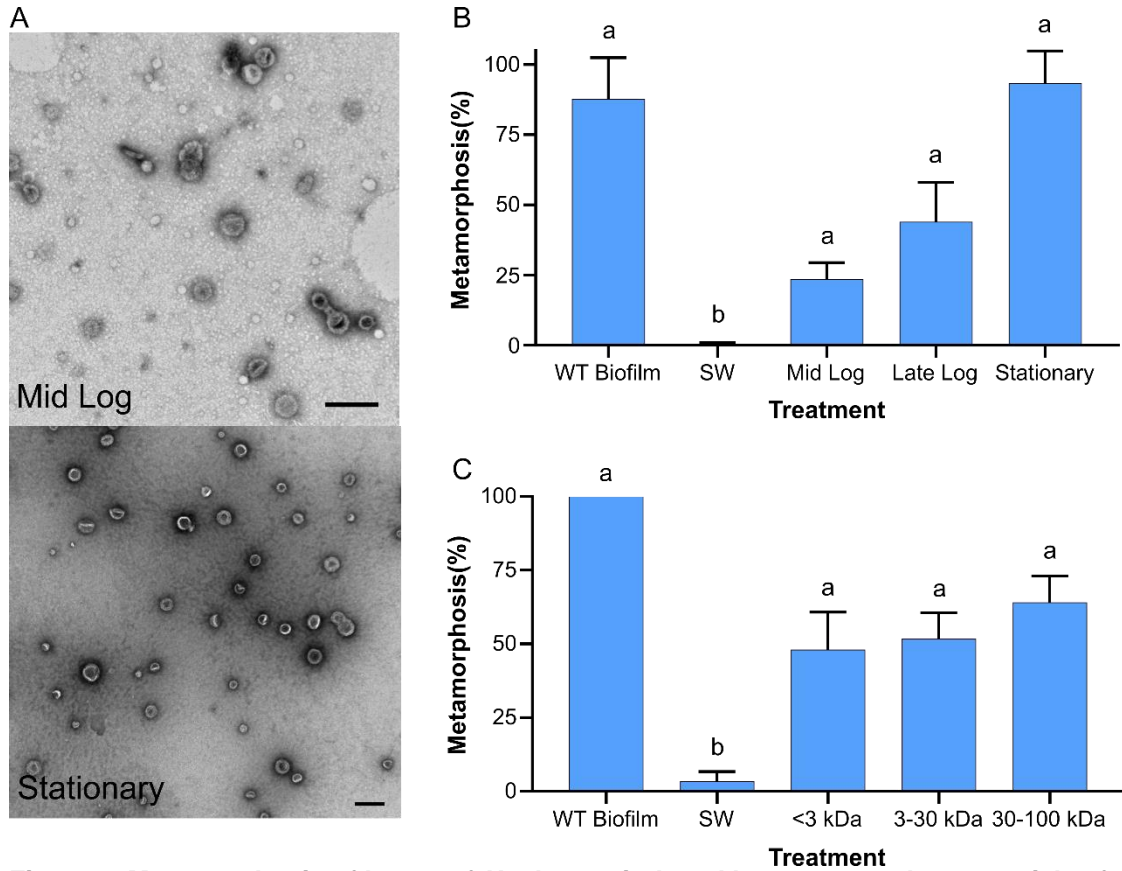 A
Mid Log
Stationary
B
Metamorphosis(%)
100
75
50
25
0
a
b
a
a
a
WT Biofilm SW Mid Log Late Log Stationary
Treatment
C
Metamorphosis(%)
100
75
50
25
0
a
b
a
a
a
WT Biofilm SW <3 kDa 3-30 kDa 30-100 kDa
Treatment